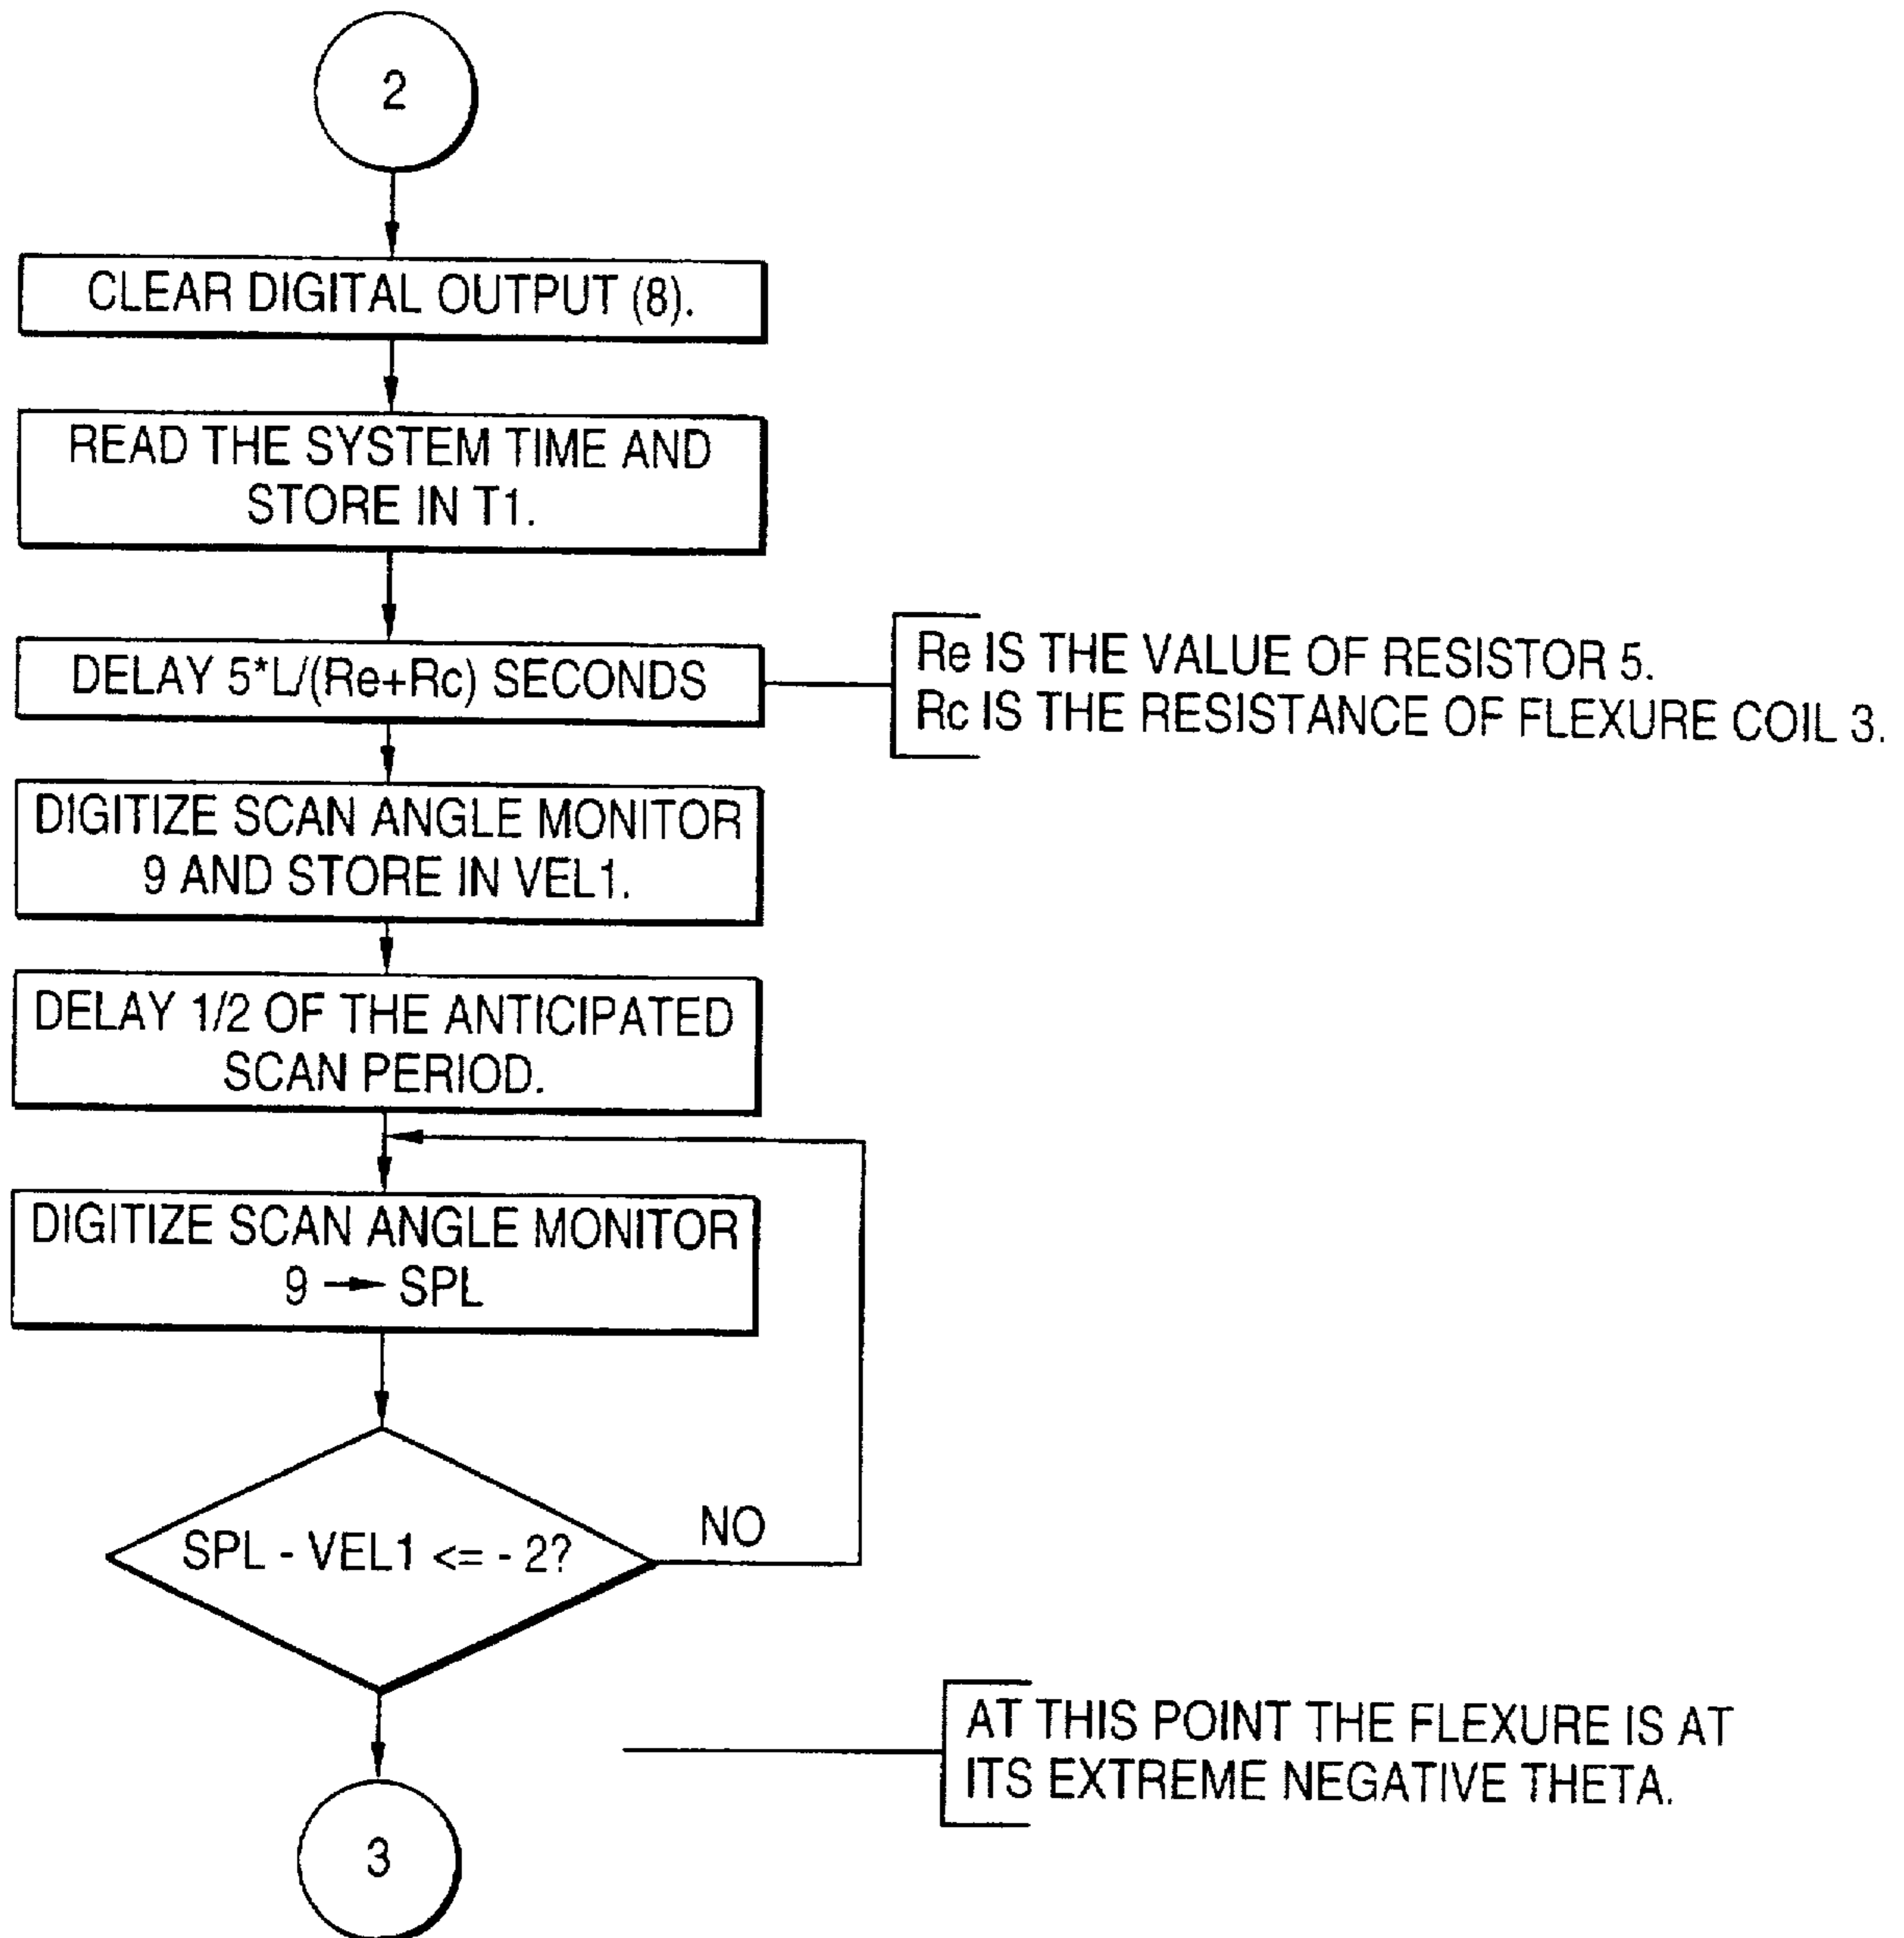 2
CLEAR DIGITAL OUTPUT (8).
READ THE SYSTEM TIME AND
STORE IN T1.
DELAY 5*L/(Re+Rc) SECONDS
Re IS THE VALUE OF RESISTOR 5.
Rc IS THE RESISTANCE OF FLEXURE COIL 3.
DIGITIZE SCAN ANGLE MONITOR
9 AND STORE IN VEL1.
DELAY 1/2 OF THE ANTICIPATED
SCAN PERIOD.
DIGITIZE SCAN ANGLE MONITOR
9 → SPL
SPL - VEL1 <= - 2?
NO
AT THIS POINT THE FLEXURE IS AT
ITS EXTREME NEGATIVE THETA.
3